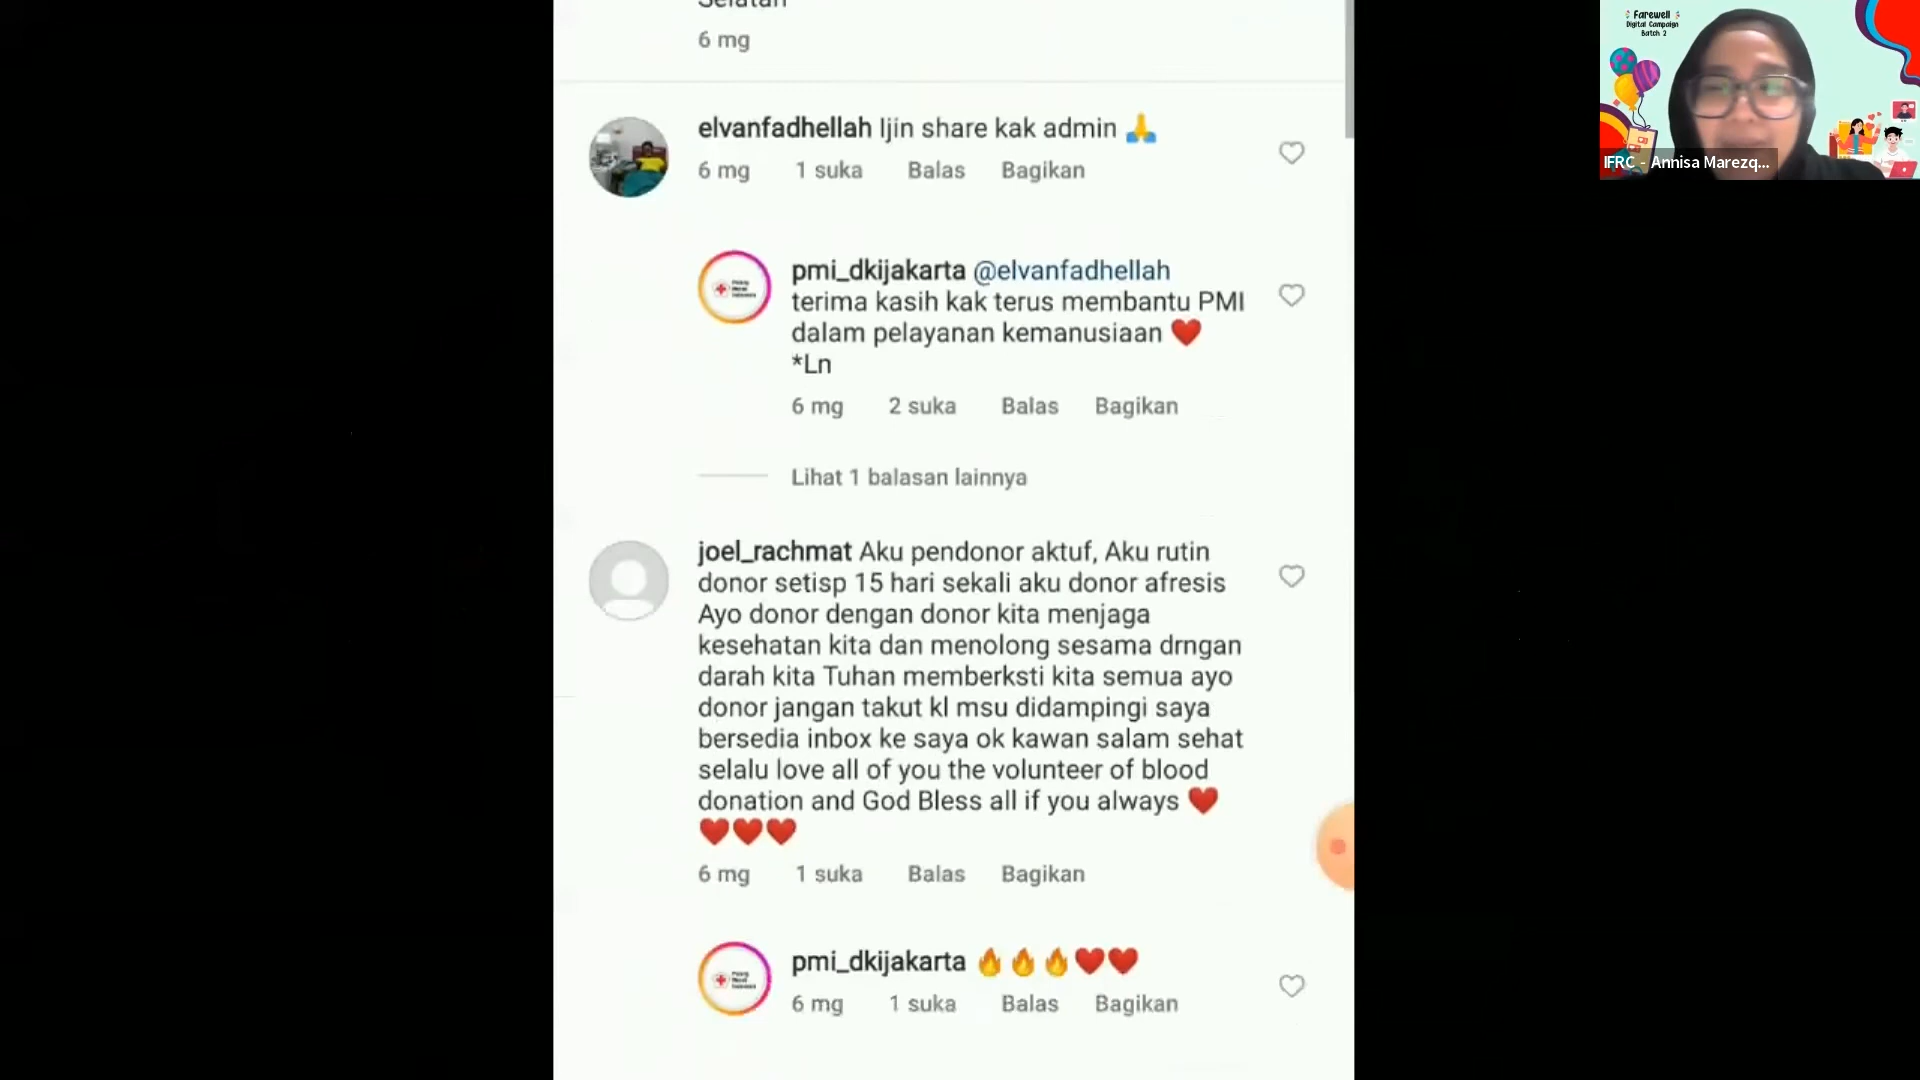 Selatan
6 mg
elvanfadhellah Ijin share kak admin 🙏
6 mg 1 suka Balas Bagikan
pmi_dkijakarta @elvanfadhellah
terima kasih kak terus membantu PMI
dalam pelayanan kemanusiaan ❤️
*Ln
6 mg 2 suka Balas Bagikan
Lihat 1 balasan lainnya
joel_rachmat Aku pendonor aktuf, Aku rutin
donor setisp 15 hari sekali aku donor afresis
Ayo donor dengan donor kita menjaga
kesehatan kita dan menolong sesama drngan
darah kita Tuhan memberksti kita semua ayo
donor jangan takut kl msu didampingi saya
bersedia inbox ke saya ok kawan salam sehat
selalu love all of you the volunteer of blood
donation and God Bless all if you always ❤️
❤️❤️❤️
6 mg 1 suka Balas Bagikan
pmi_dkijakarta 🔥🔥🔥❤️❤️
6 mg 1 suka Balas Bagikan
Farewell
Digital Campaign
Batch 2
IFRC - Annisa Marezq...